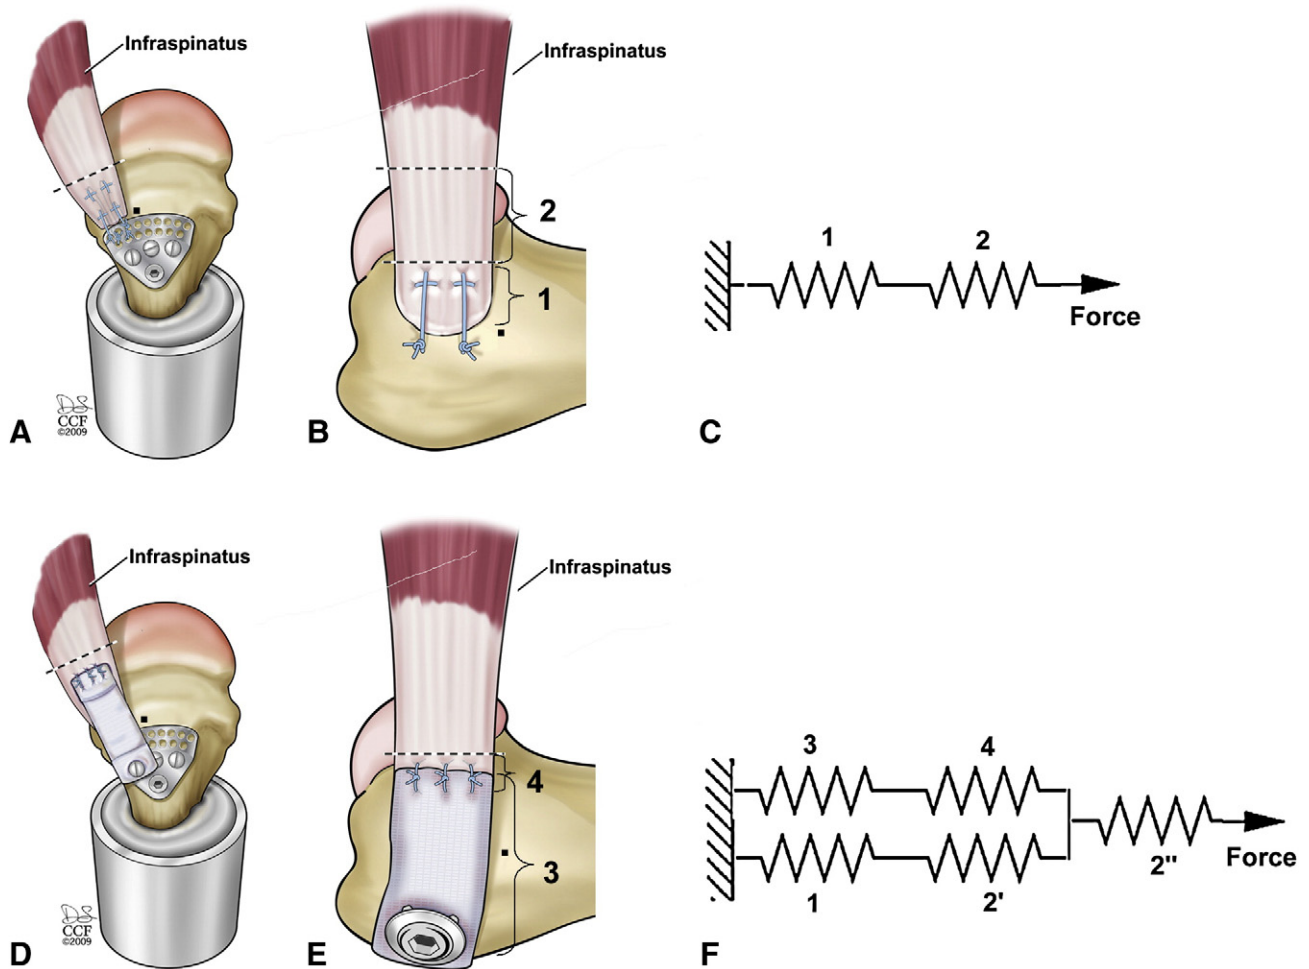 Infraspinatus
CCF
©2009
A
Infraspinatus
2
1
B
1 2
Force
C
Infraspinatus
CCF
©2009
D
Infraspinatus
4
3
E
3 4
1 2'
2"
Force
F